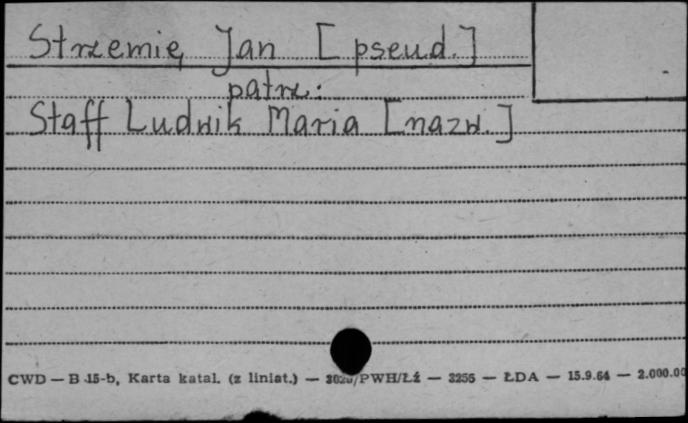 Strzemię Jan [pseud.]
patrz:
Staff Ludwik Maria [nazw.]
CWD — B 15-b, Karta katal. (z liniat.) — /PWH/Łź — 3255 — ŁDA — 15.9.64 — 2.000.00